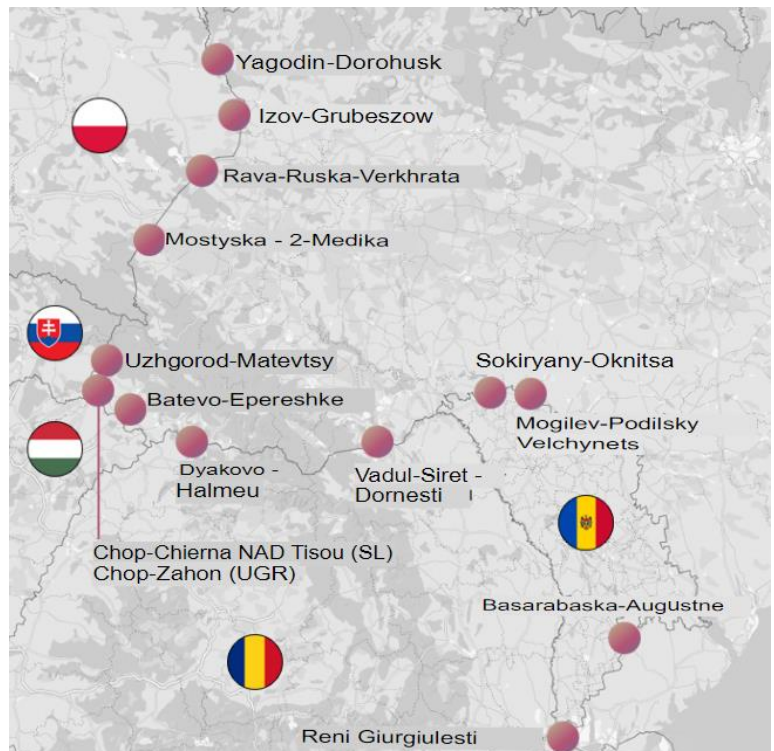 Yagodin-Dorohusk
Izov-Grubeszow
Rava-Ruska-Verkhrata
Mostyska - 2-Medika
Uzhgorod-Matevtsy
Sokiryany-Oknitsa
Batevo-Epereshke
Mogilev-Podilsky
Velchynets
Dyakovo -
Halmeu
Vadul-Siret -
Dornesti
Chop-Chierna NAD Tisou (SL)
Chop-Zahon (UGR)
Basarabaska-Augustne
Reni Giurgiulesti